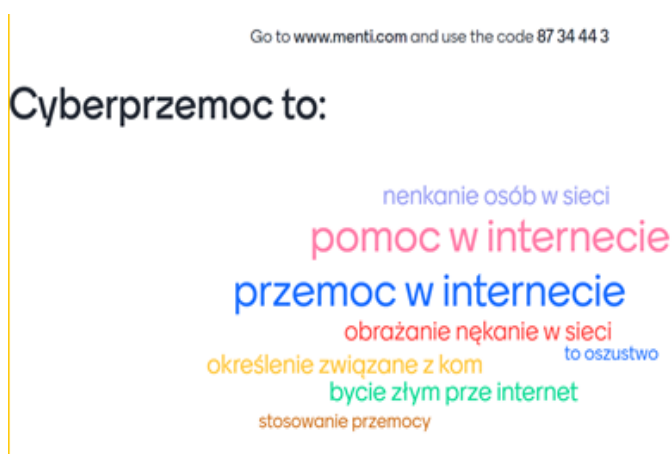 Go to www.menti.com and use the code 87 34 44 3
Cyberprzemoc to:
nenkanie osób w sieci
pomoc w internecie
przemoc w internecie
obrażanie nękanie w sieci
to oszustwo
określenie związane z kom
bycie złym prze internet
stosowanie przemocy